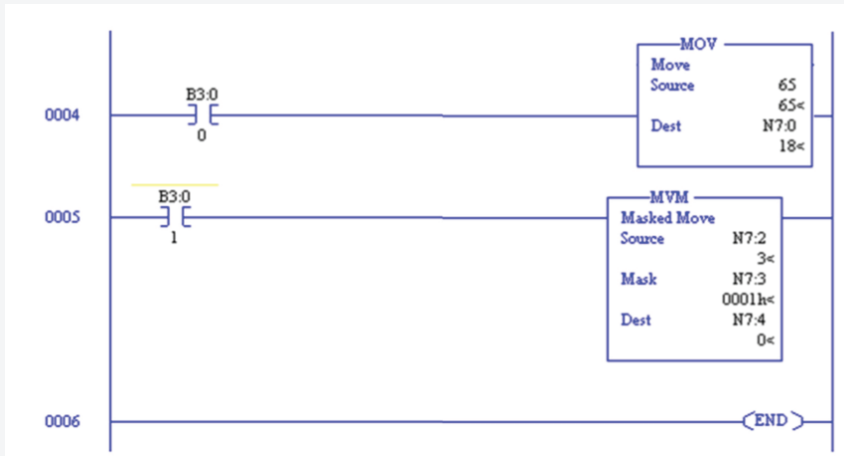 MOV
Move
Source 65
65<
Dest N7:0
18<
0004
B3:0
0
MVM
Masked Move
Source N7:2
3<
Mask N7:3
0001h<
Dest N7:4
0<
0005
B3:0
1
0006
END